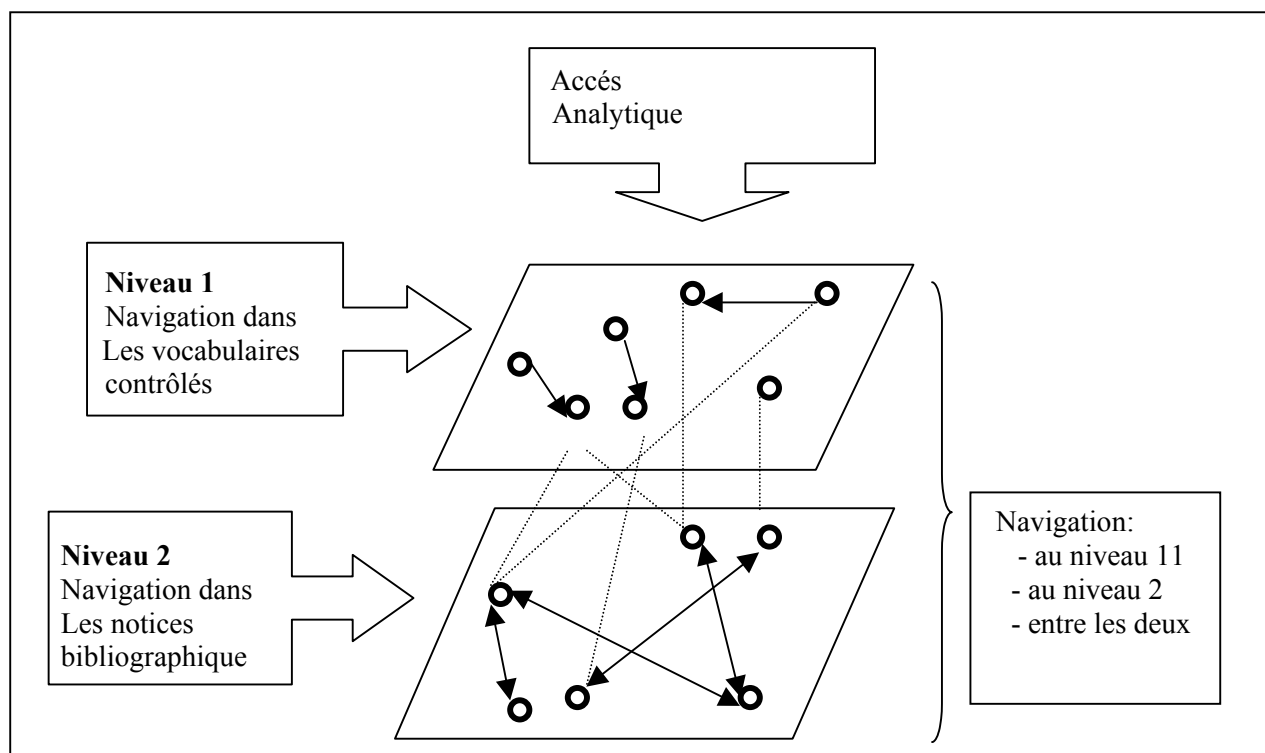 Accés
Analytique
Niveau 1
Navigation dans
Les vocabulaires
contrôlés
Niveau 2
Navigation dans
Les notices
bibliographique
Navigation:
- au niveau 11
- au niveau 2
- entre les deux